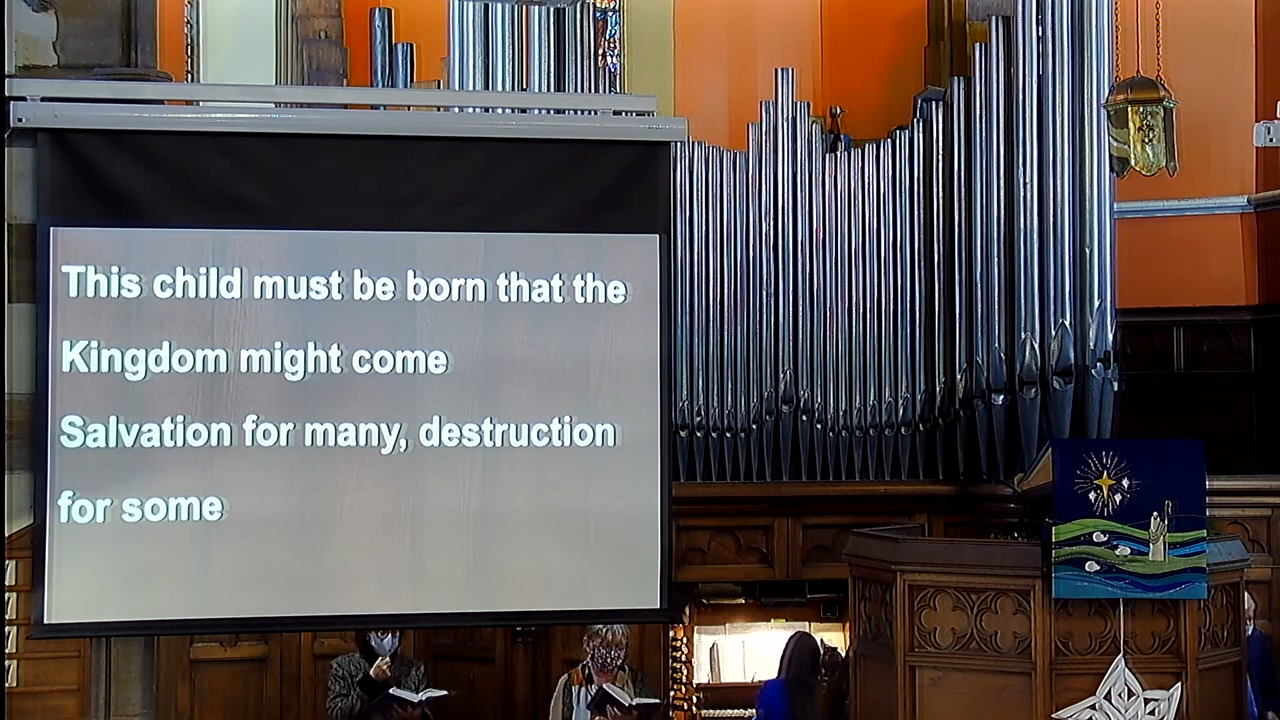 This child must be born that the
Kingdom might come
Salvation for many, destruction
for some